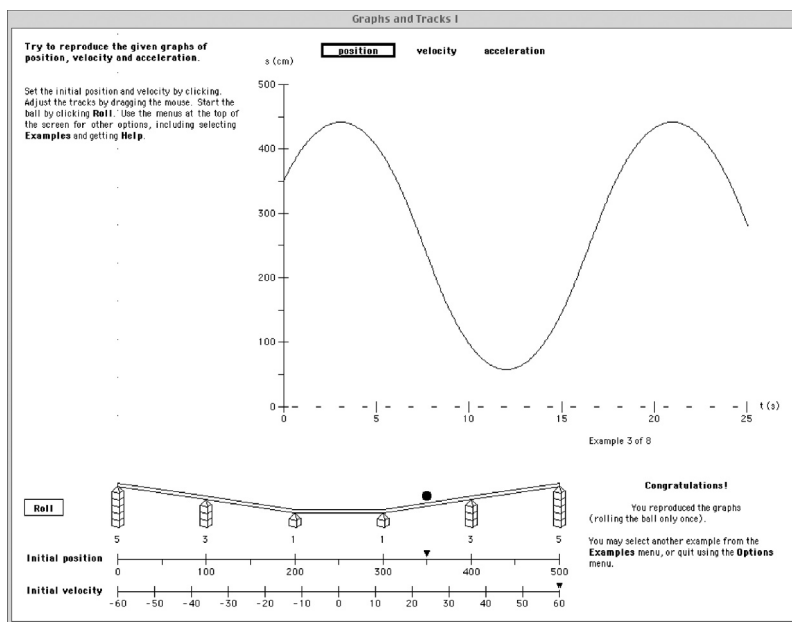 Graphs and Tracks I
Try to reproduce the given graphs of
position, velocity and acceleration.
Set the initial position and velocity by clicking.
Adjust the tracks by dragging the mouse. Start the
ball by clicking Roll. Use the menus at the top of
the screen for other options, including selecting
Examples and getting Help.
position velocity acceleration
s (cm)
500
400
300
200
100
0
0 5 10 15 20 25
t (s)
Example 3 of 8
Roll
5 3 1 1 3 5
Initial position
0 100 200 300 400 500
Initial velocity
-60 -50 -40 -30 -20 -10 0 10 20 30 40 50 60
Congratulations!
You reproduced the graphs
(rolling the ball only once).
You may select another example from the
Examples menu, or quit using the Options
menu.